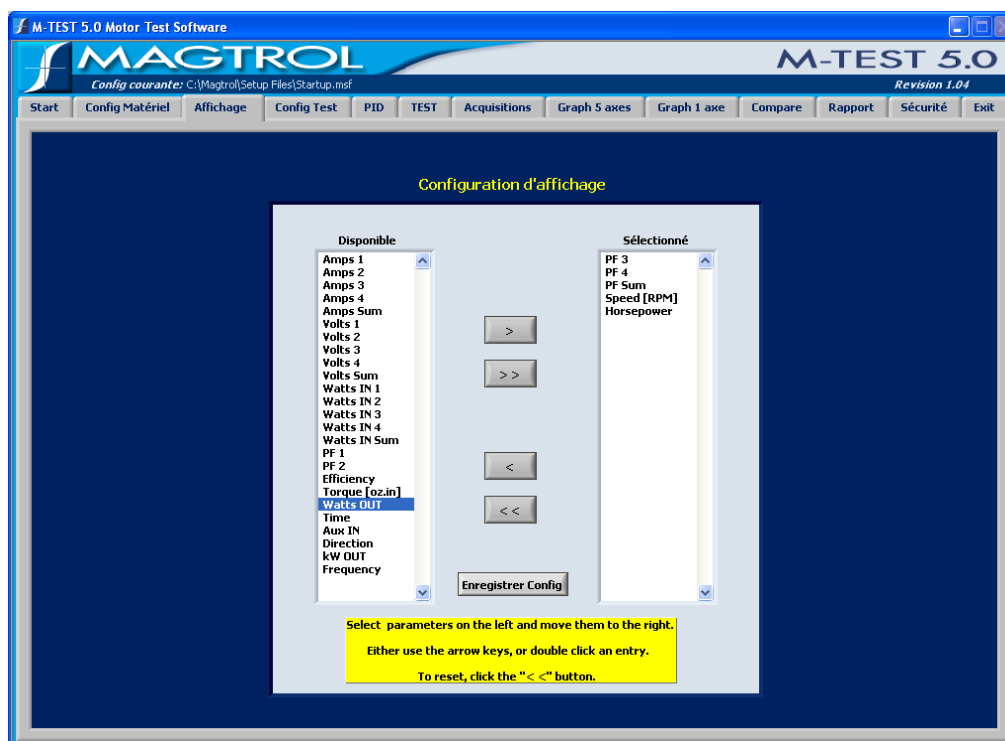 M-TEST 5.0 Motor Test Software
MAGTROL
M-TEST 5.0
Config courante: C:\Magtrol\Setup Files\Startup.msf
Revision 1.04
Start Config Matériel Affichage Config Test PID TEST Acquisitions Graph 5 axes Graph 1 axe Compare Rapport Sécurité Exit
Configuration d'affichage
Disponible
Amps 1
Amps 2
Amps 3
Amps 4
Amps Sum
Volts 1
Volts 2
Volts 3
Volts 4
Volts Sum
Watts IN 1
Watts IN 2
Watts IN 3
Watts IN 4
Watts IN Sum
PF 1
PF 2
Efficiency
Torque [oz.in]
Watts OUT
Time
Aux IN
Direction
kW OUT
Frequency
>
>>
<
<<
Enregistrer Config
Sélectionné
PF 3
PF 4
PF Sum
Speed [RPM]
Horsepower
Select parameters on the left and move them to the right.
Either use the arrow keys, or double click an entry.
To reset, click the "< <" button.